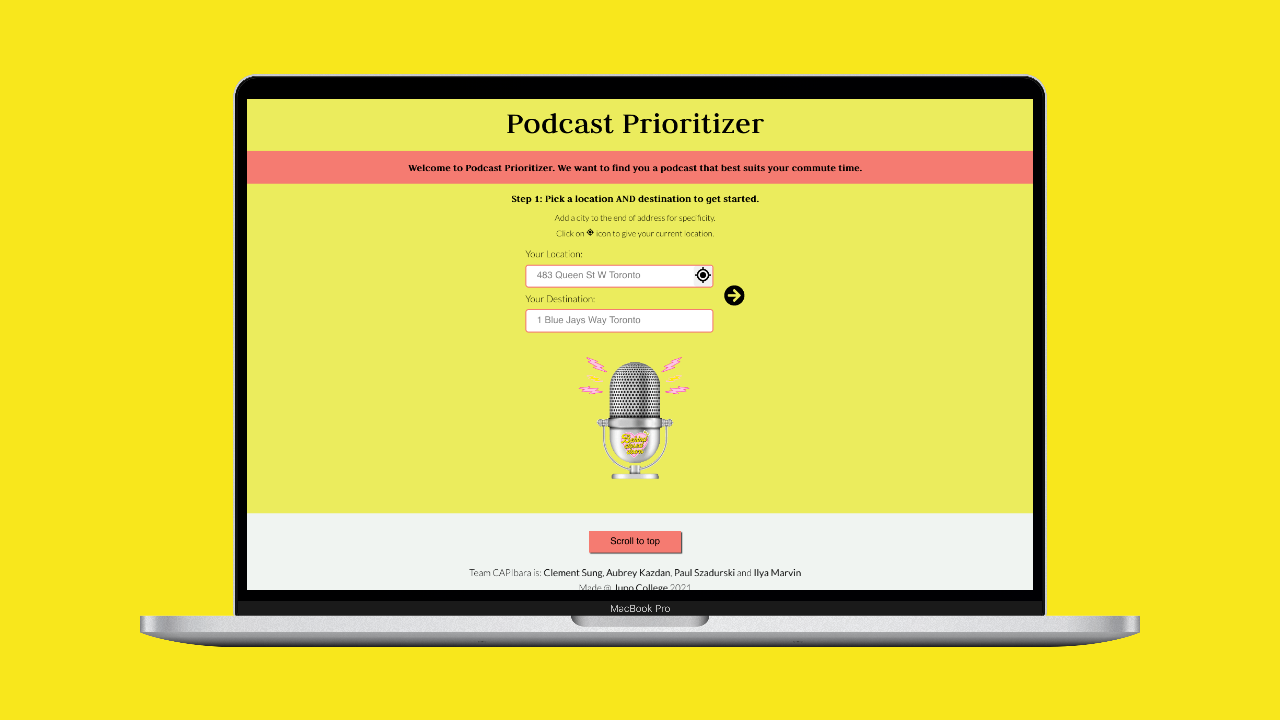 Podcast Prioritizer
Welcome to Podcast Prioritizer. We want to find you a podcast that best suits your commute time.
Step 1: Pick a location AND destination to get started.
Add a city to the end of address for specificity.
Click on icon to give your current location.
Your Location:
483 Queen St W Toronto
Your Destination:
1 Blue Jays Way Toronto
Scroll to top
Team CAPIbara is: Clement Sung, Aubrey Kazdan, Paul Szadurski and Ilya Marvin
Made @ Juno College 2021
MacBook Pro